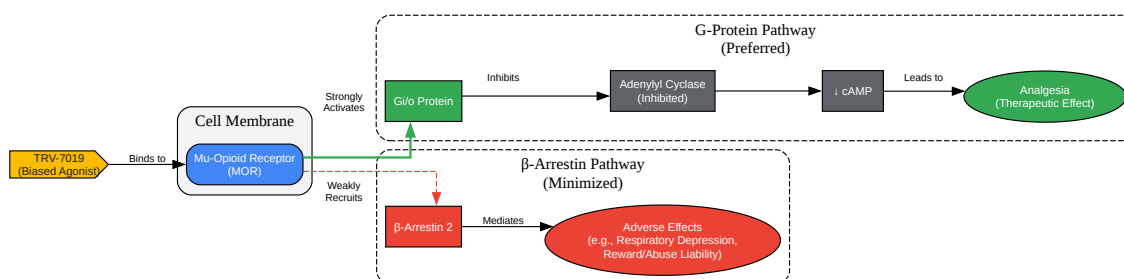 G-Protein Pathway
(Preferred)
Strongly
Activates
Gi/o Protein
Inhibits
Adenylyl Cyclase
(Inhibited)
↓ cAMP
Leads to
Analgesia
(Therapeutic Effect)
Cell Membrane
TRV-7019
(Biased Agonist)
Binds to
Mu-Opioid Receptor
(MOR)
β-Arrestin Pathway
(Minimized)
Weakly
Recruits
β-Arrestin 2
Mediates
Adverse Effects
(e.g., Respiratory Depression,
Reward/Abuse Liability)